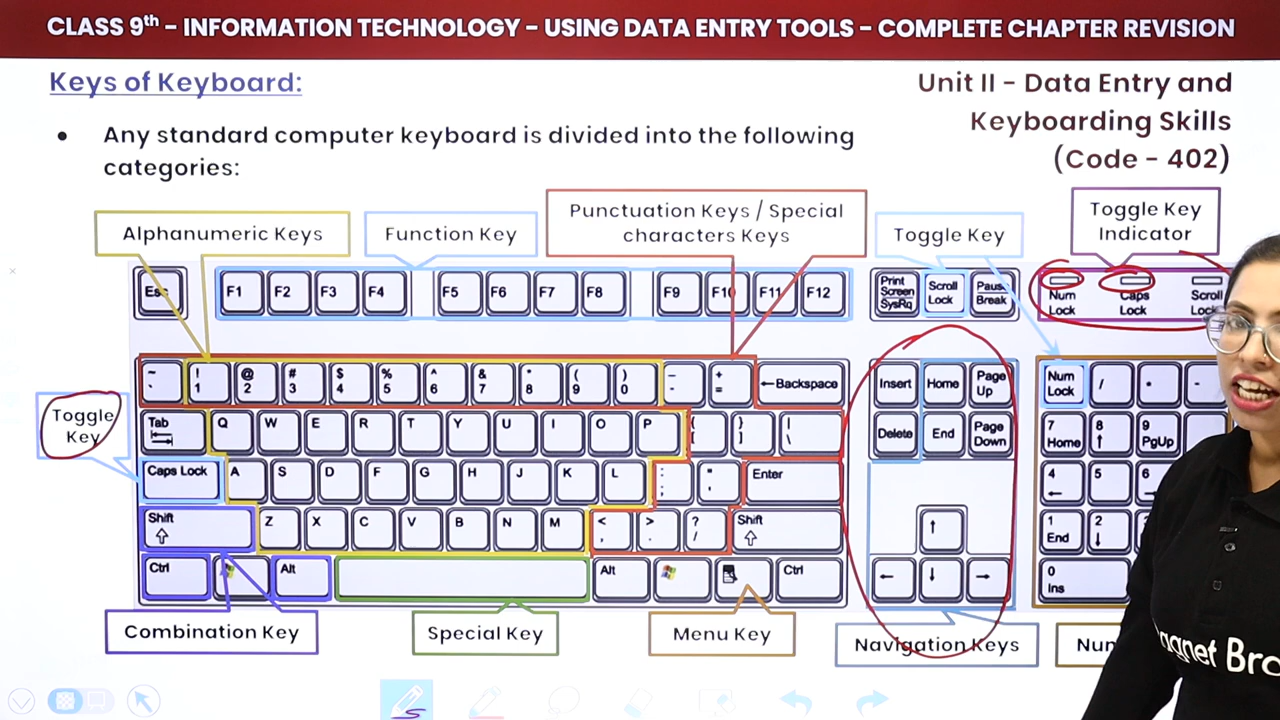 CLASS 9th - INFORMATION TECHNOLOGY - USING DATA ENTRY TOOLS - COMPLETE CHAPTER REVISION
Keys of Keyboard:
Unit II - Data Entry and
Keyboarding Skills
(Code - 402)
• Any standard computer keyboard is divided into the following
categories:
Alphanumeric Keys
Function Key
Punctuation Keys / Special
characters Keys
Toggle Key
Toggle Key
Indicator
Esc
F1 F2 F3 F4 F5 F6 F7 F8 F9 F10 F11 F12
Print
Screen
SysRq
Scroll
Lock
Pause
Break
Num
Lock
Caps
Lock
Scroll
Lock
~ ! @ # $ % ^ & * ( ) - +
` 1 2 3 4 5 6 7 8 9 0 - =
←Backspace
Insert Home Page
Up
Num
Lock
/ * -
Toggle
Key
Tab Q W E R T Y U I O P { } |
[ ] \
Delete End Page
Down
7 8 9
Home ↑ PgUp
Caps Lock A S D F G H J K L : "
; '
Enter
4 5 6
← →
Shift Z X C V B N M < > ?
⇧ , . /
Shift
⇧
↑
1 2
End ↓
Ctrl Alt Alt Ctrl
← ↓ →
0
Ins
Combination Key
Special Key
Menu Key
Navigation Keys
Num
agnet Bro